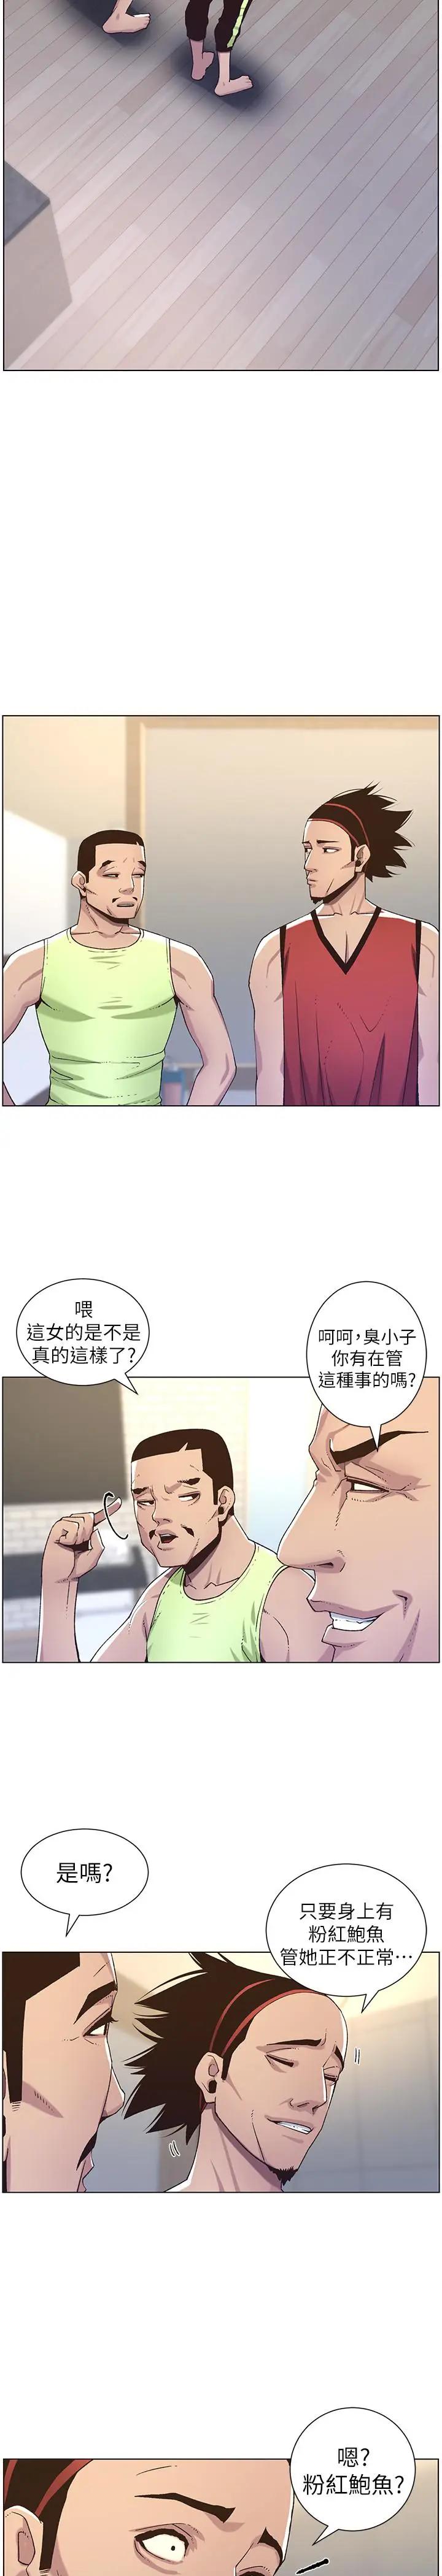 喂
這女的是不是
真的這樣了?
呵呵，臭小子
你有在管
這種事的嗎?
是嗎?
只要身上有
粉紅鮑魚
管她正不正常…
嗯?
粉紅鮑魚?